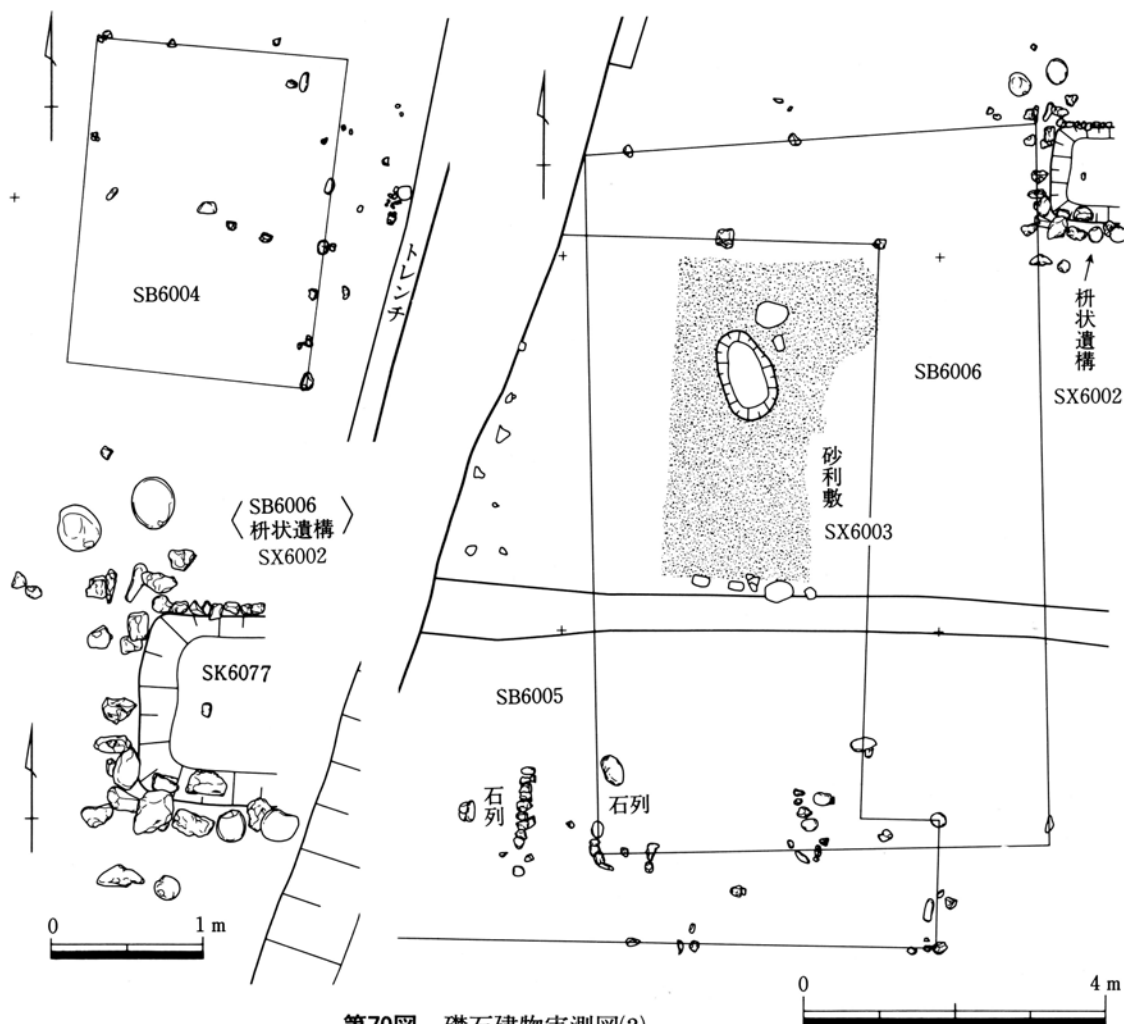 SB6004
トレンチ
SB6006
枡状遺構
SX6002
砂利敷
SX6003
〈SB6006
枡状遺構〉
SX6002
SK6077
SB6005
石列
石列
0 1 m
0 4 m
第70図 礎石建物実測図(2)